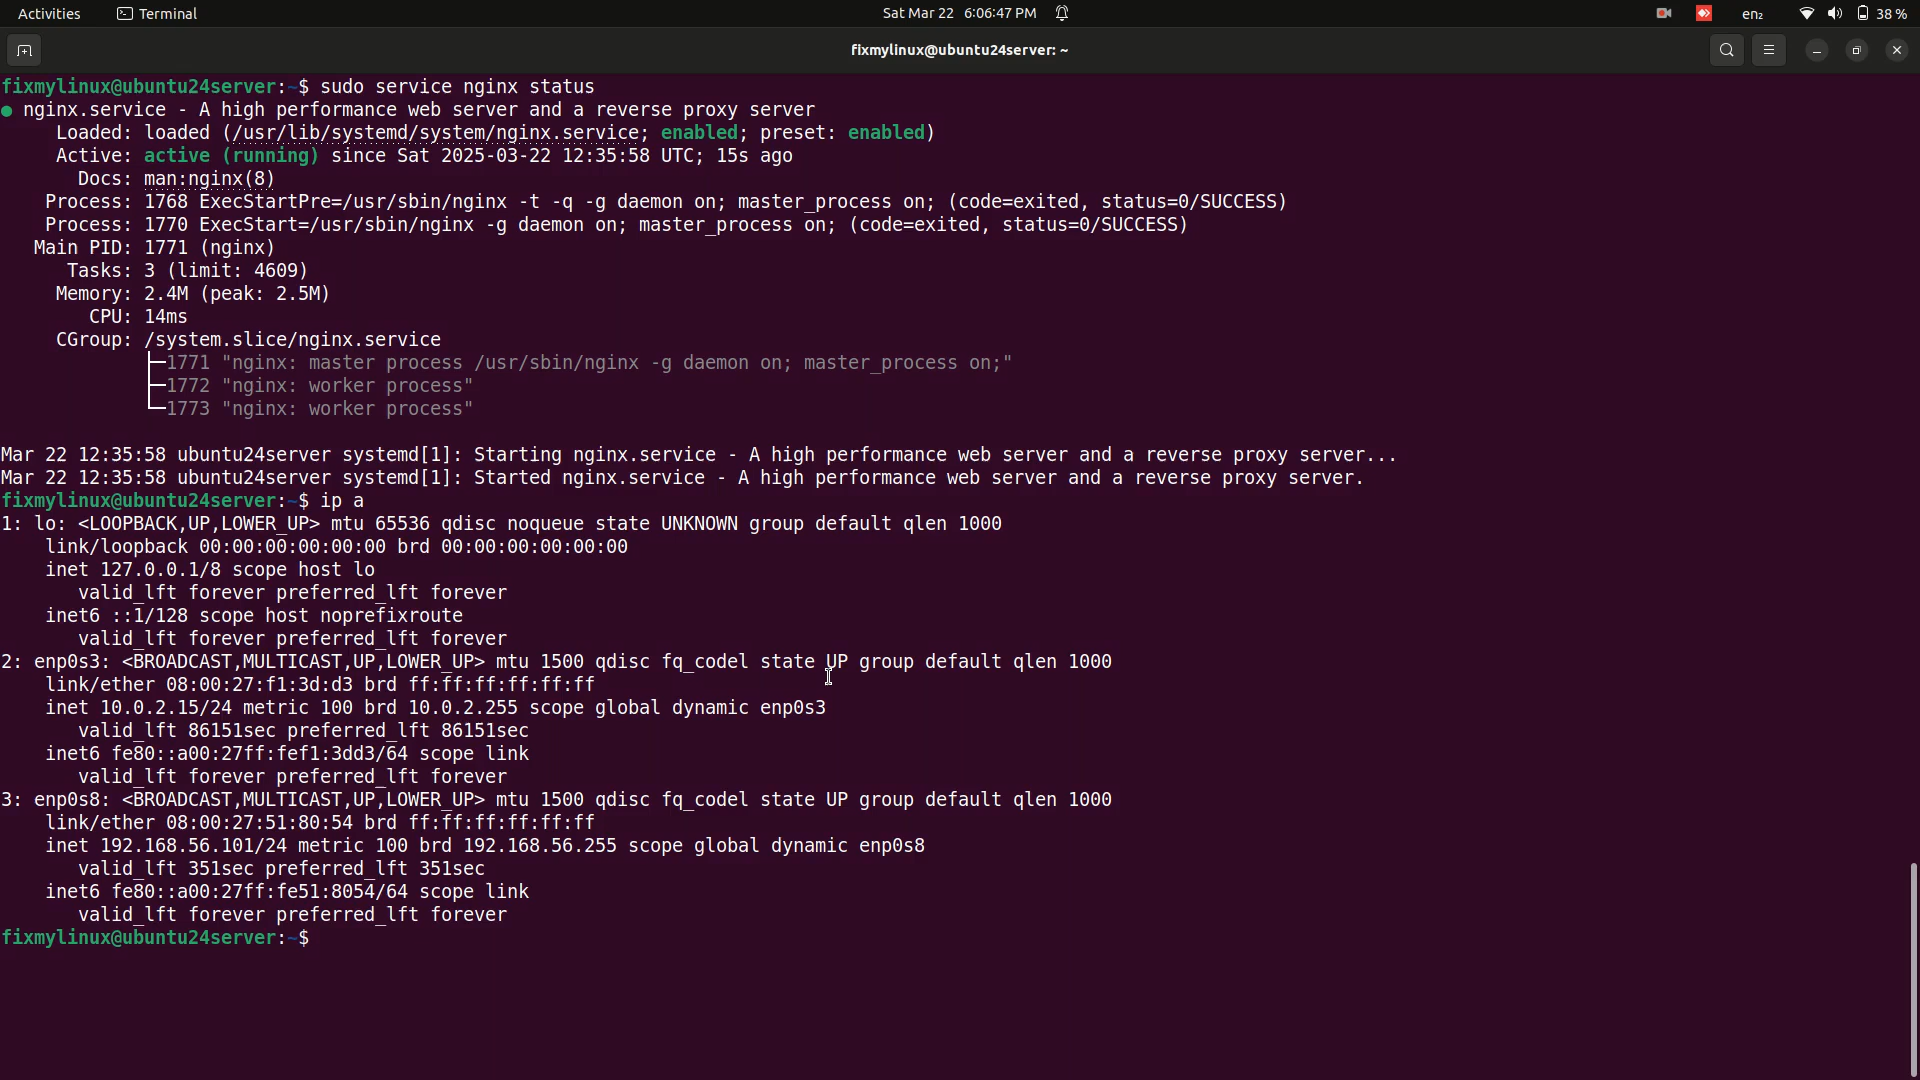 Activities
Terminal
Sat Mar 22 6:06:47 PM
en₂
38 %
fixmylinux@ubuntu24server: ~
fixmylinux@ubuntu24server:~$ sudo service nginx status
● nginx.service - A high performance web server and a reverse proxy server
     Loaded: loaded (/usr/lib/systemd/system/nginx.service; enabled; preset: enabled)
     Active: active (running) since Sat 2025-03-22 12:35:58 UTC; 15s ago
       Docs: man:nginx(8)
    Process: 1768 ExecStartPre=/usr/sbin/nginx -t -q -g daemon on; master_process on; (code=exited, status=0/SUCCESS)
    Process: 1770 ExecStart=/usr/sbin/nginx -g daemon on; master_process on; (code=exited, status=0/SUCCESS)
   Main PID: 1771 (nginx)
      Tasks: 3 (limit: 4609)
     Memory: 2.4M (peak: 2.5M)
        CPU: 14ms
     CGroup: /system.slice/nginx.service
             ├─1771 "nginx: master process /usr/sbin/nginx -g daemon on; master_process on;"
             ├─1772 "nginx: worker process"
             └─1773 "nginx: worker process"
Mar 22 12:35:58 ubuntu24server systemd[1]: Starting nginx.service - A high performance web server and a reverse proxy server...
Mar 22 12:35:58 ubuntu24server systemd[1]: Started nginx.service - A high performance web server and a reverse proxy server.
fixmylinux@ubuntu24server:~$ ip a
1: lo: <LOOPBACK,UP,LOWER_UP> mtu 65536 qdisc noqueue state UNKNOWN group default qlen 1000
    link/loopback 00:00:00:00:00:00 brd 00:00:00:00:00:00
    inet 127.0.0.1/8 scope host lo
       valid_lft forever preferred_lft forever
    inet6 ::1/128 scope host noprefixroute
       valid_lft forever preferred_lft forever
2: enp0s3: <BROADCAST,MULTICAST,UP,LOWER_UP> mtu 1500 qdisc fq_codel state UP group default qlen 1000
    link/ether 08:00:27:f1:3d:d3 brd ff:ff:ff:ff:ff:ff
    inet 10.0.2.15/24 metric 100 brd 10.0.2.255 scope global dynamic enp0s3
       valid_lft 86151sec preferred_lft 86151sec
    inet6 fe80::a00:27ff:fef1:3dd3/64 scope link
       valid_lft forever preferred_lft forever
3: enp0s8: <BROADCAST,MULTICAST,UP,LOWER_UP> mtu 1500 qdisc fq_codel state UP group default qlen 1000
    link/ether 08:00:27:51:80:54 brd ff:ff:ff:ff:ff:ff
    inet 192.168.56.101/24 metric 100 brd 192.168.56.255 scope global dynamic enp0s8
       valid_lft 351sec preferred_lft 351sec
    inet6 fe80::a00:27ff:fe51:8054/64 scope link
       valid_lft forever preferred_lft forever
fixmylinux@ubuntu24server:~$